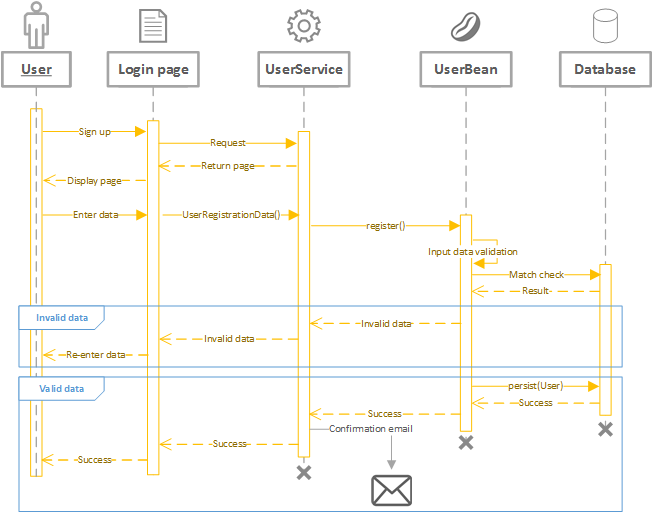 User
Login page
UserService
UserBean
Database
Sign up
Request
Return page
Display page
Enter data
UserRegistrationData()
register()
Input data validation
Match check
Result
Invalid data
Invalid data
Invalid data
Re-enter data
Valid data
persist(User)
Success
Success
Confirmation email
Success
Success